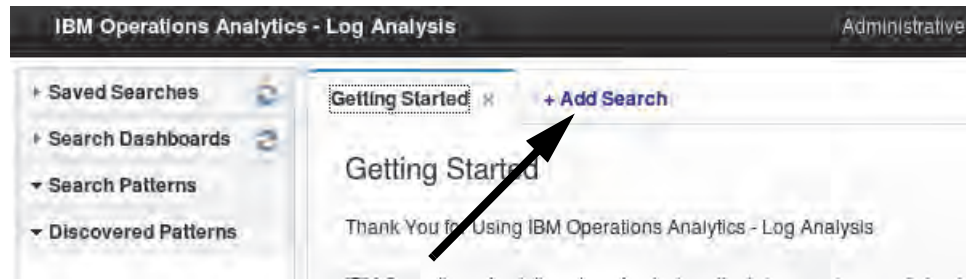 IBM Operations Analytics - Log Analysis
Administrative
Saved Searches
Search Dashboards
Search Patterns
Discovered Patterns
Getting Started
+ Add Search
Getting Started
Thank You for Using IBM Operations Analytics - Log Analysis